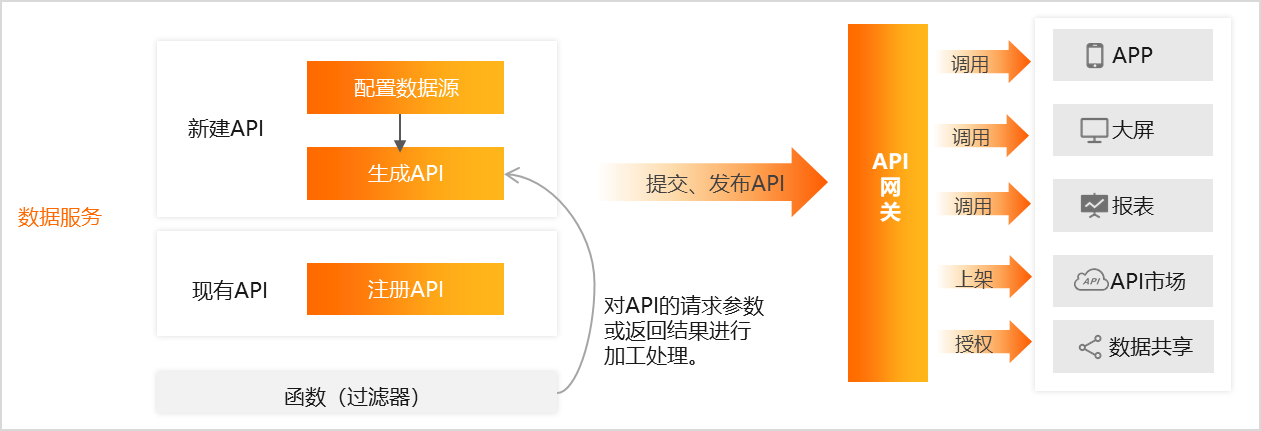 数据服务
新建API
配置数据源
生成API
现有API
注册API
函数（过滤器）
对API的请求参数
或返回结果进行
加工处理。
提交、发布API
API
网
关
调用
APP
调用
大屏
调用
报表
上架
API
API市场
授权
数据共享